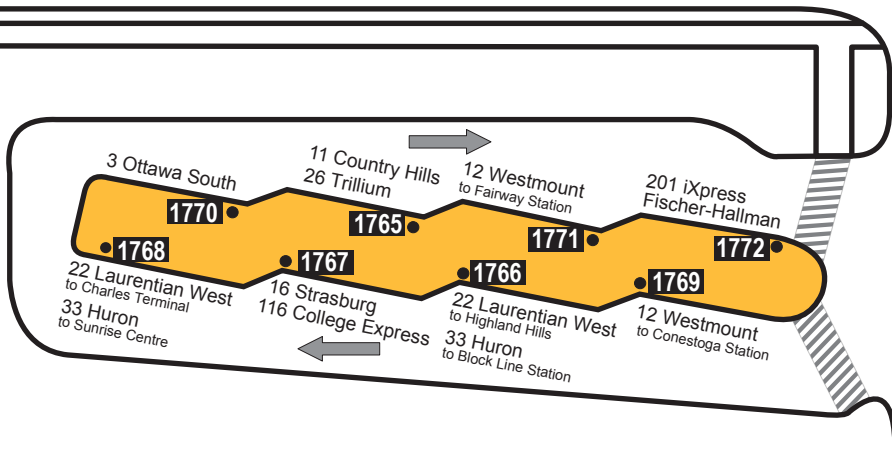 3 Ottawa South
1770
11 Country Hills
26 Trillium
1765
12 Westmount
to Fairway Station
1771
201 iXpress
Fischer-Hallman
1772
1768
22 Laurentian West
to Charles Terminal
33 Huron
to Sunrise Centre
1767
16 Strasburg
116 College Express
1766
22 Laurentian West
to Highland Hills
33 Huron
to Block Line Station
1769
12 Westmount
to Conestoga Station